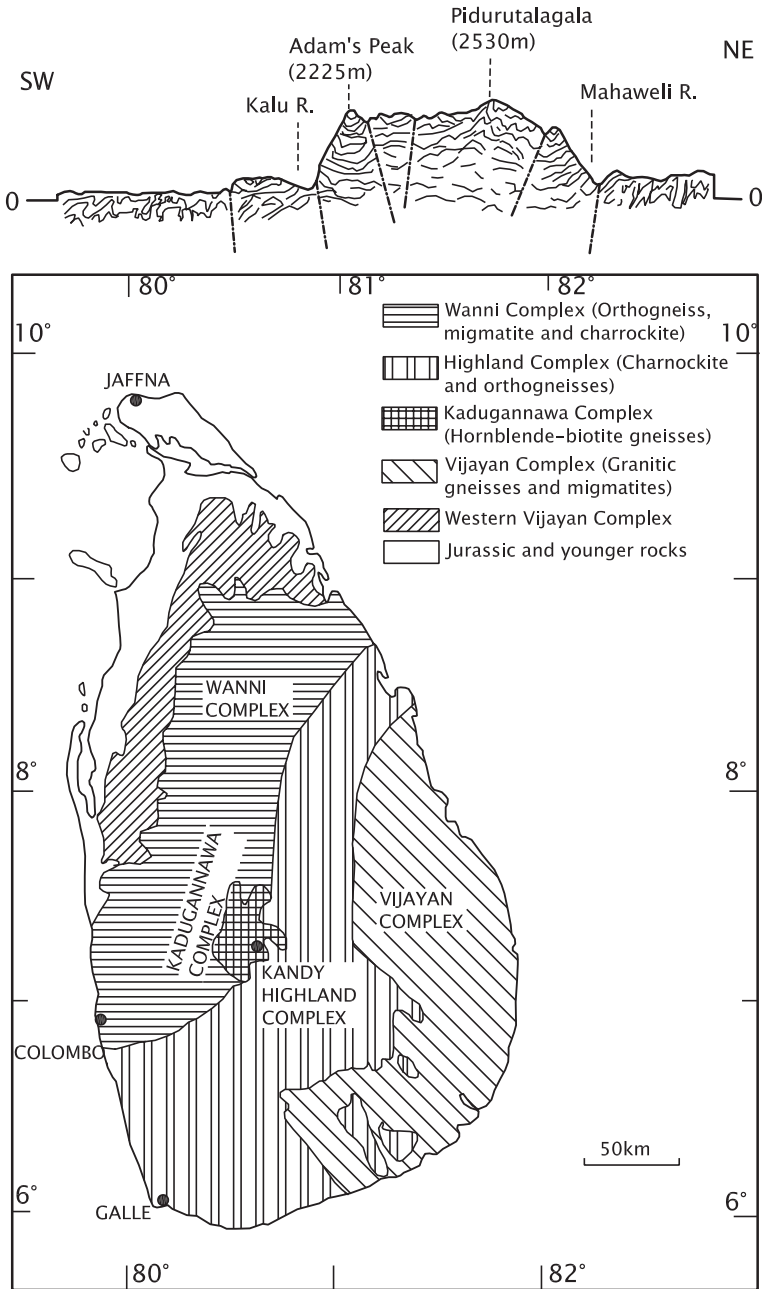 Pidurutalagala
(2530m)
Adam's Peak
(2225m)
SW
NE
Kalu R.
Mahaweli R.
0
0
80°
81°
82°
10°
10°
Wanni Complex (Orthogneiss,
migmatite and charrockite)
Highland Complex (Charnockite
and orthogneisses)
Kadugannawa Complex
(Hornblende-biotite gneisses)
Vijayan Complex (Granitic
gneisses and migmatites)
Western Vijayan Complex
Jurassic and younger rocks
JAFFNA
WANNI
COMPLEX
8°
8°
KADUGANNAWA
COMPLEX
VIJAYAN
COMPLEX
KANDY
HIGHLAND
COMPLEX
COLOMBO
50km
GALLE
6°
6°
80°
82°